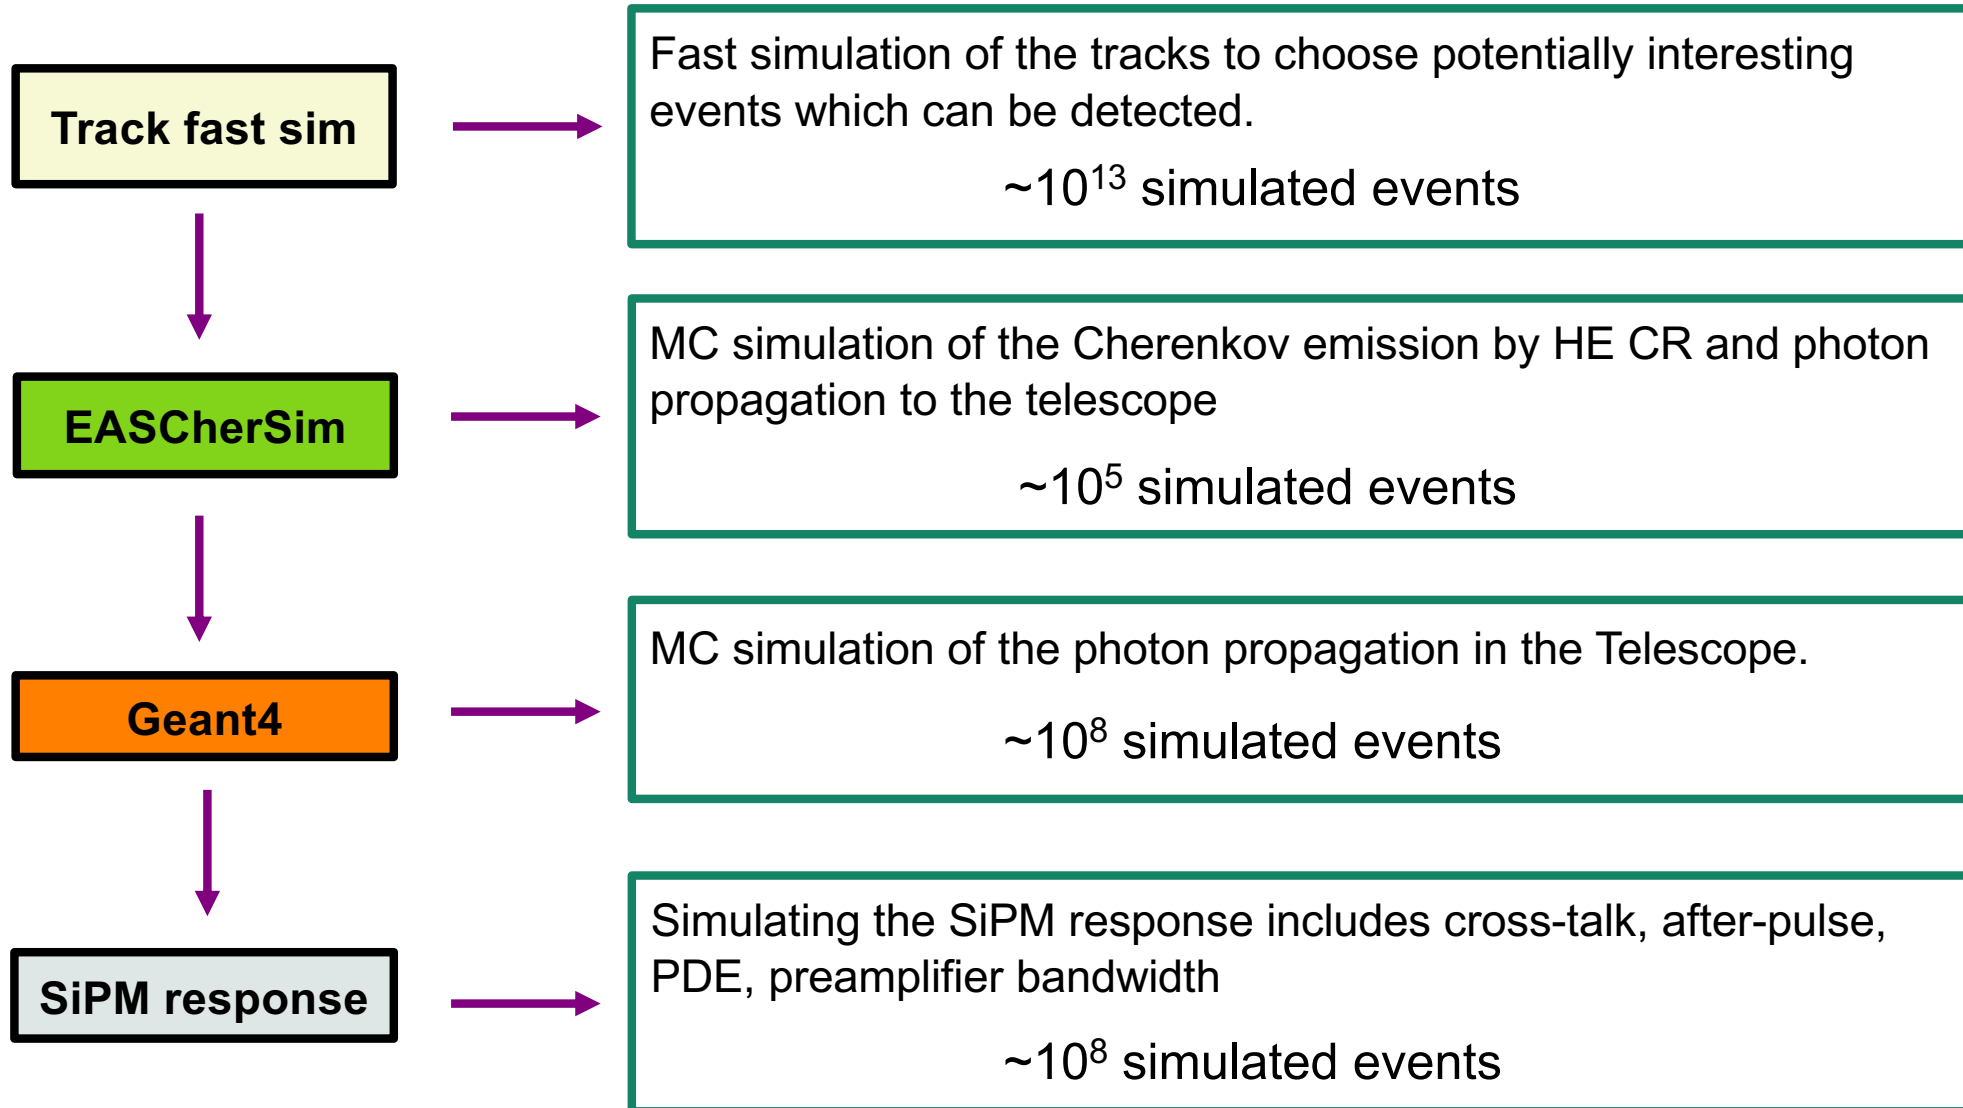 Track fast sim
Fast simulation of the tracks to choose potentially interesting
events which can be detected.
~10¹³ simulated events
EASCherSim
MC simulation of the Cherenkov emission by HE CR and photon
propagation to the telescope
~10⁵ simulated events
Geant4
MC simulation of the photon propagation in the Telescope.
~10⁸ simulated events
SiPM response
Simulating the SiPM response includes cross-talk, after-pulse,
PDE, preamplifier bandwidth
~10⁸ simulated events